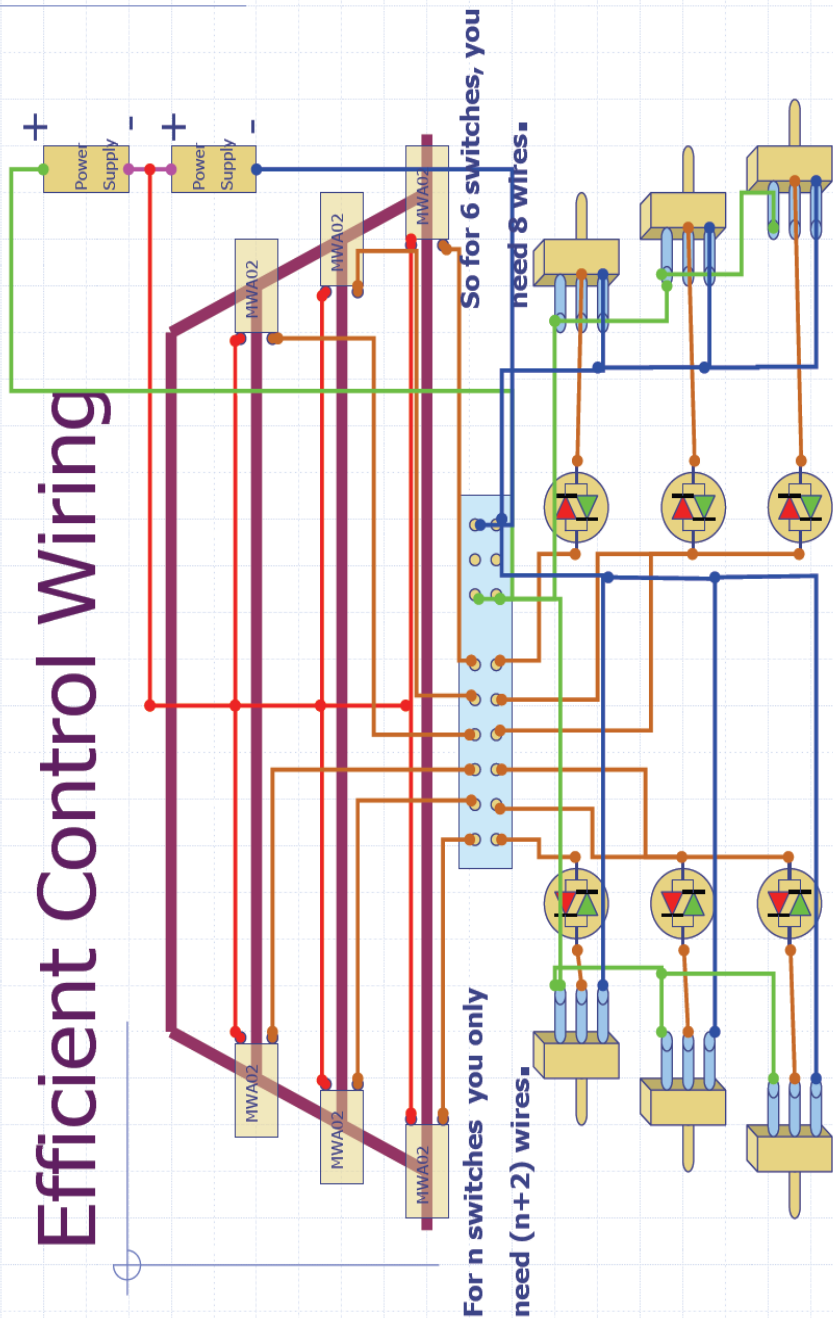 Efficient Control Wiring
+
Power
Supply
-
+
Power
Supply
-
MWA02
MWA02
MWA02
MWA02
MWA02
MWA02
For n switches you only
need (n+2) wires.
So for 6 switches, you
need 8 wires.